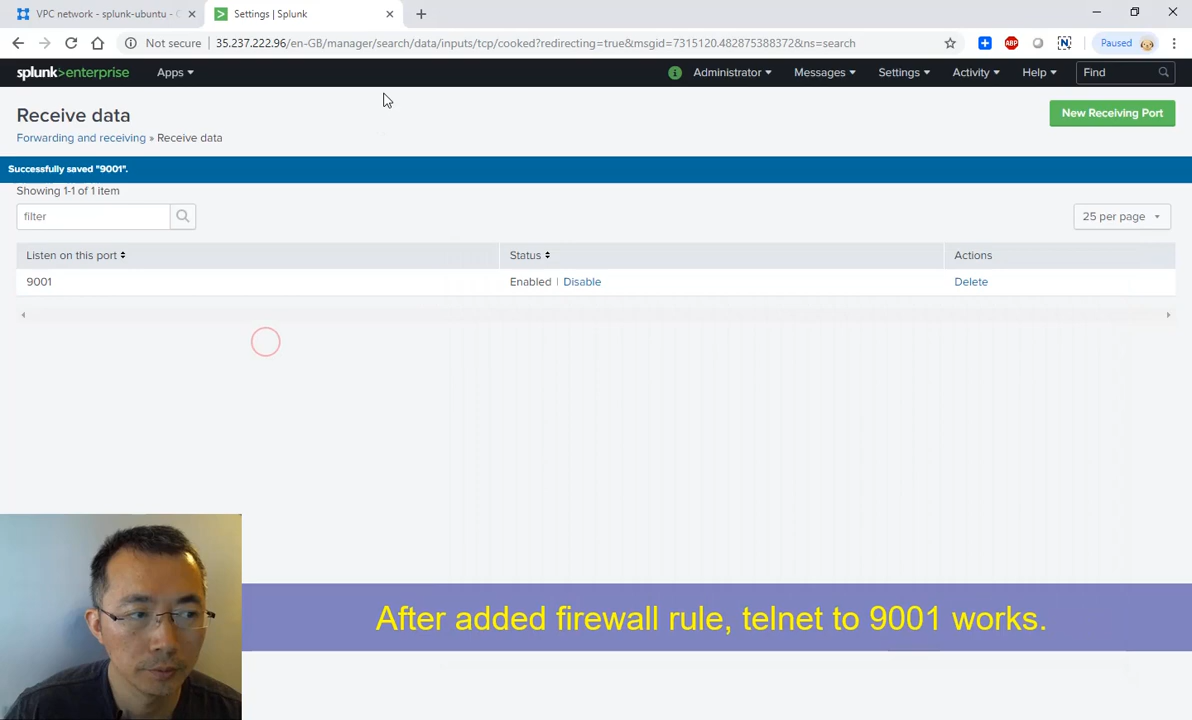 VPC network - splunk-ubuntu -
Settings | Splunk
Not secure
35.237.222.96/en-GB/manager/search/data/inputs/tcp/cooked?redirecting=true&msgid=7315120.482875388372&ns=search
ABP
N
Paused
splunk>enterprise
Apps
i
Administrator
Messages
Settings
Activity
Help
Find
Receive data
New Receiving Port
Forwarding and receiving » Receive data
Successfully saved "9001".
Showing 1-1 of 1 item
filter
25 per page
Listen on this port
Status
Actions
9001
Enabled | Disable
Delete
After added firewall rule, telnet to 9001 works.